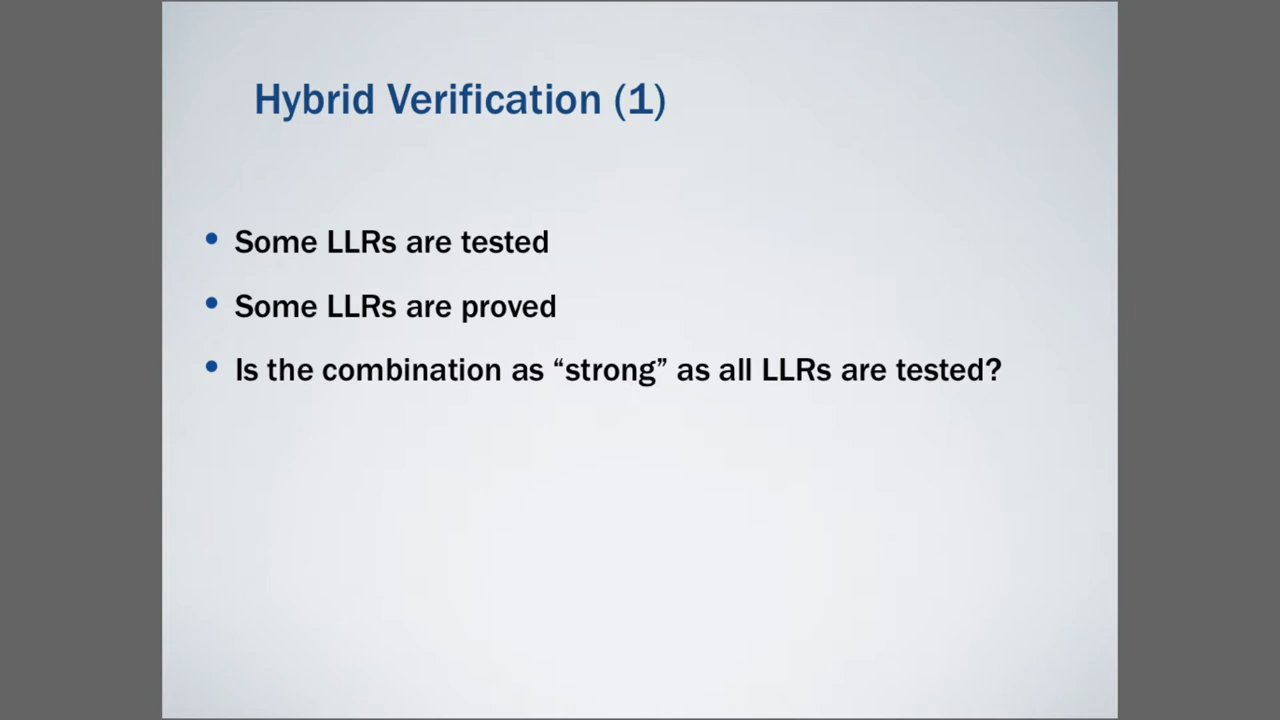 Hybrid Verification (1)
• Some LLRs are tested
• Some LLRs are proved
• Is the combination as “strong” as all LLRs are tested?